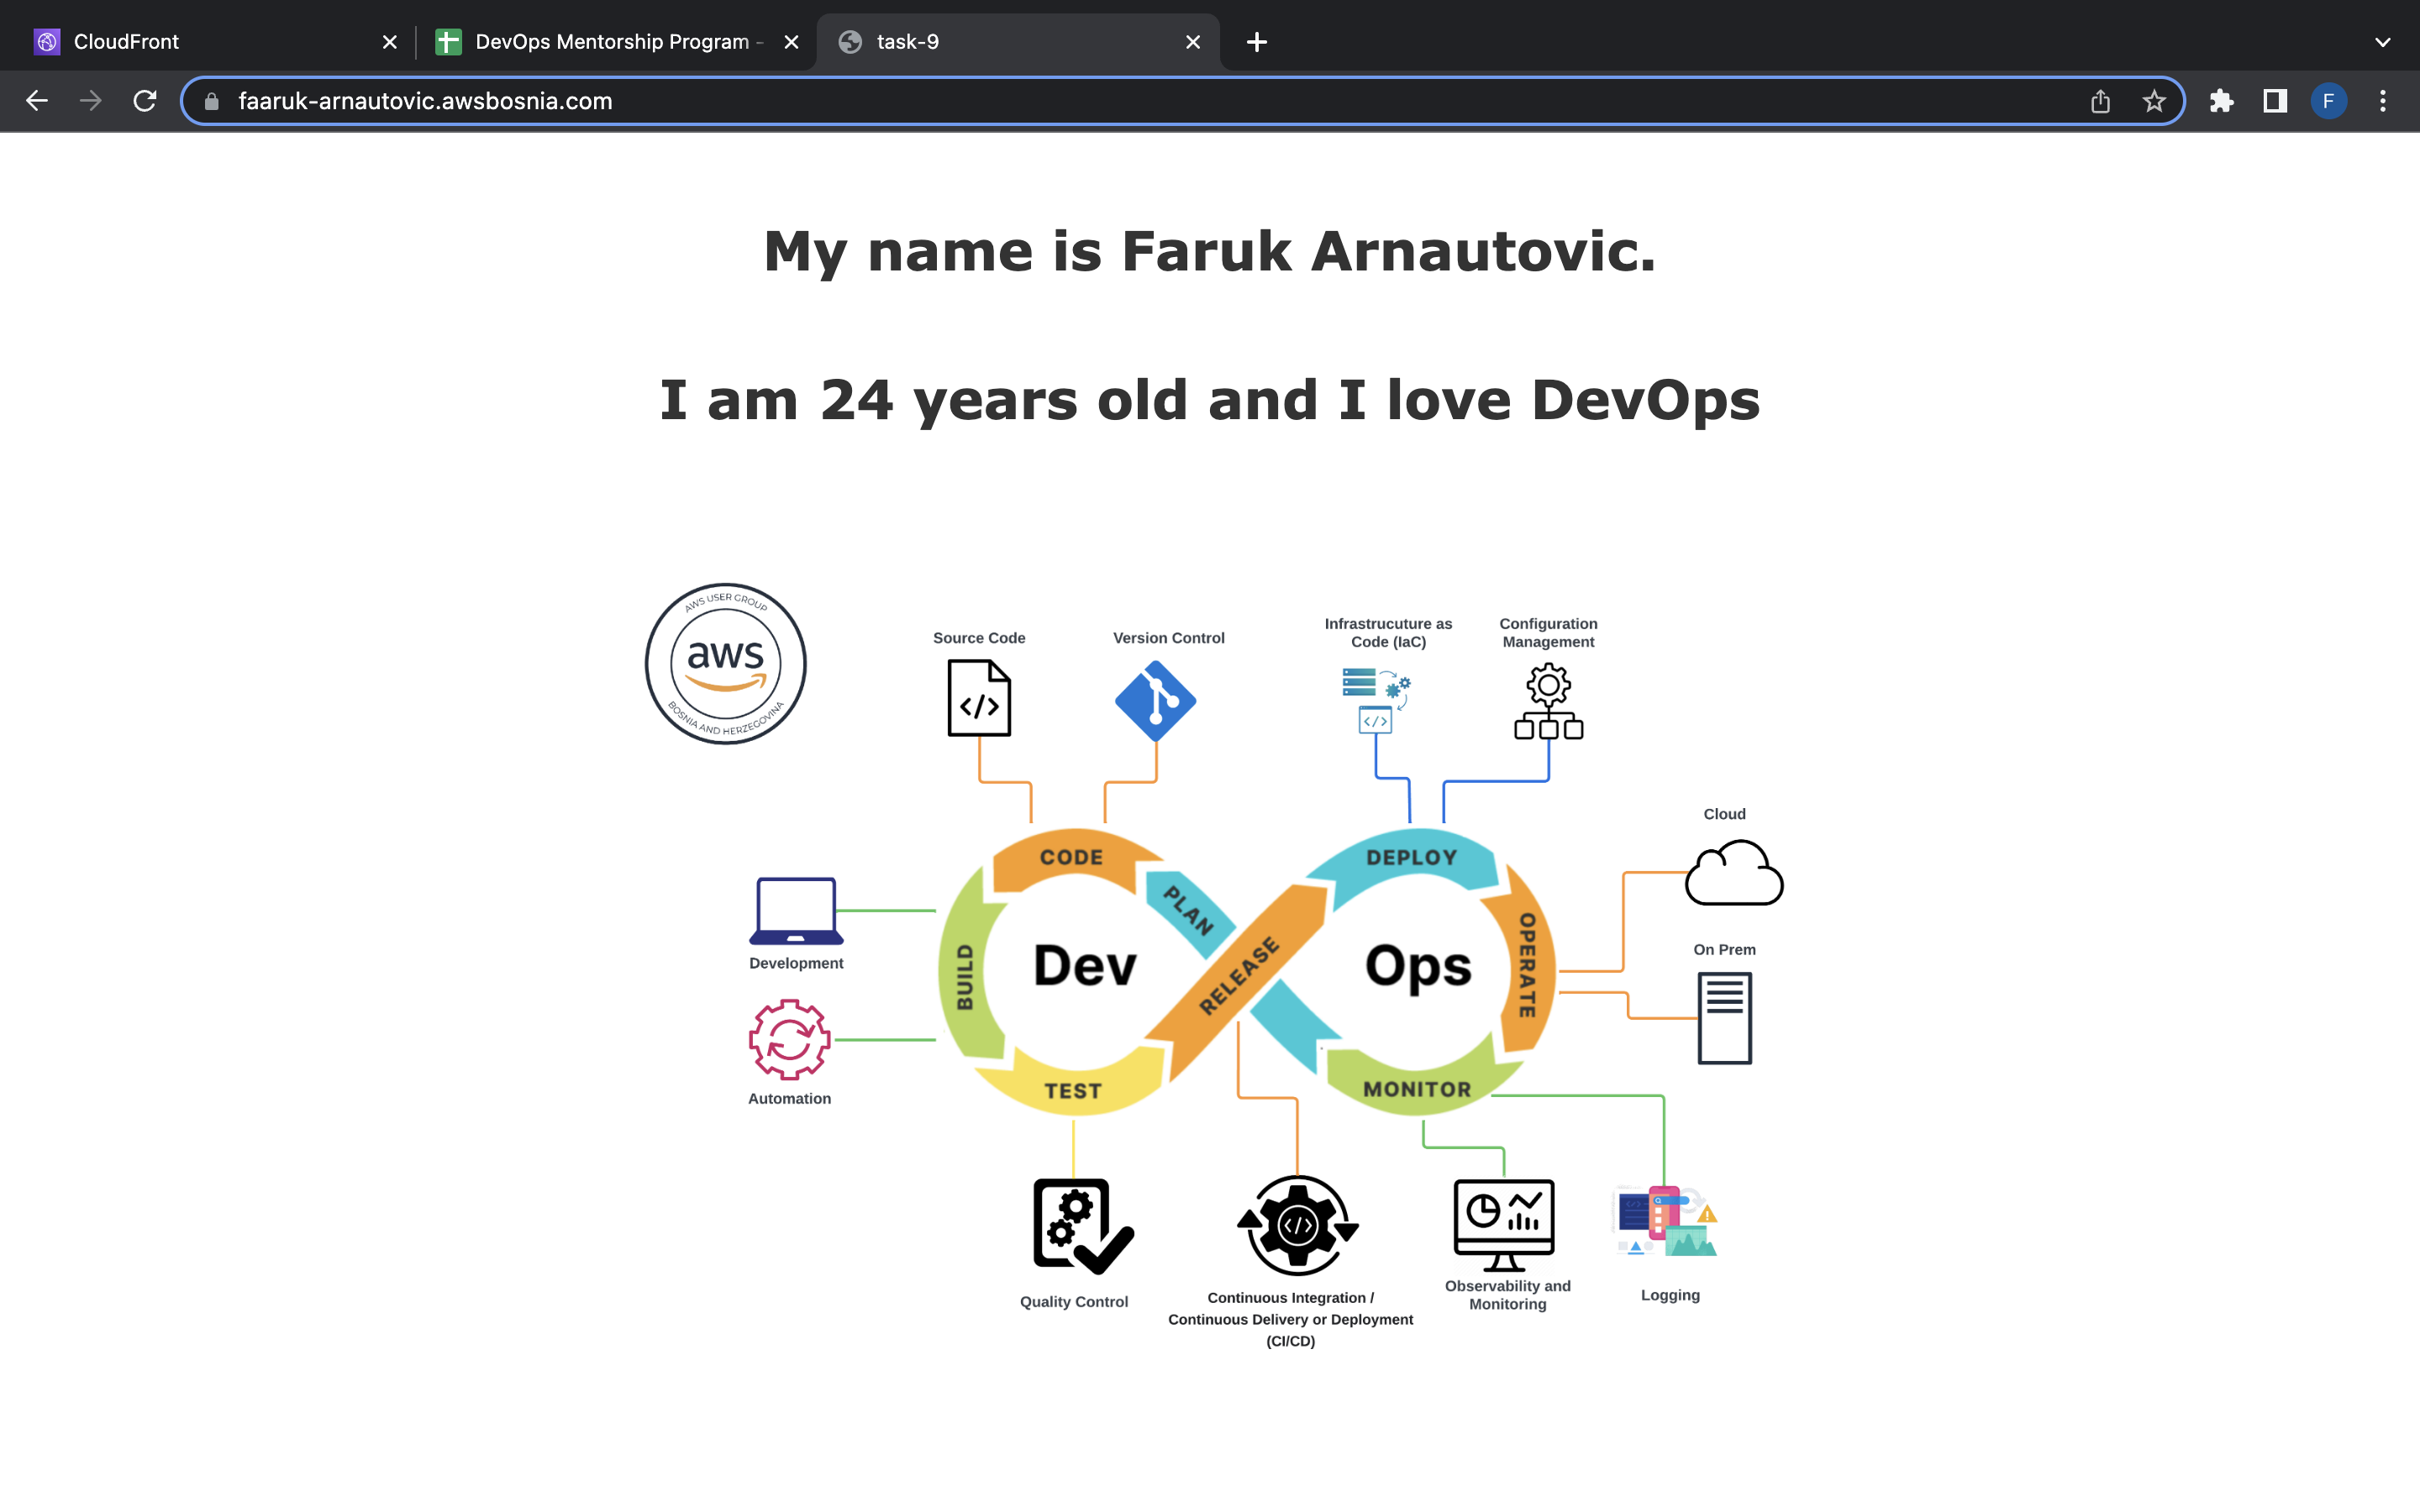 CloudFront
DevOps Mentorship Program -
task-9
faaruk-arnautovic.awsbosnia.com
F
My name is Faruk Arnautovic.
I am 24 years old and I love DevOps
AWS USER GROUP
aws
BOSNIA AND HERZEGOVINA
Source Code
Version Control
Infrastrucuture as
Code (IaC)
Configuration
Management
</>
</>
Cloud
CODE
DEPLOY
PLAN
Development
BUILD
Dev
RELEASE
Ops
OPERATE
On Prem
Automation
TEST
MONITOR
</>
Quality Control
Continuous Integration /
Continuous Delivery or Deployment
(CI/CD)
Observability and
Monitoring
Logging